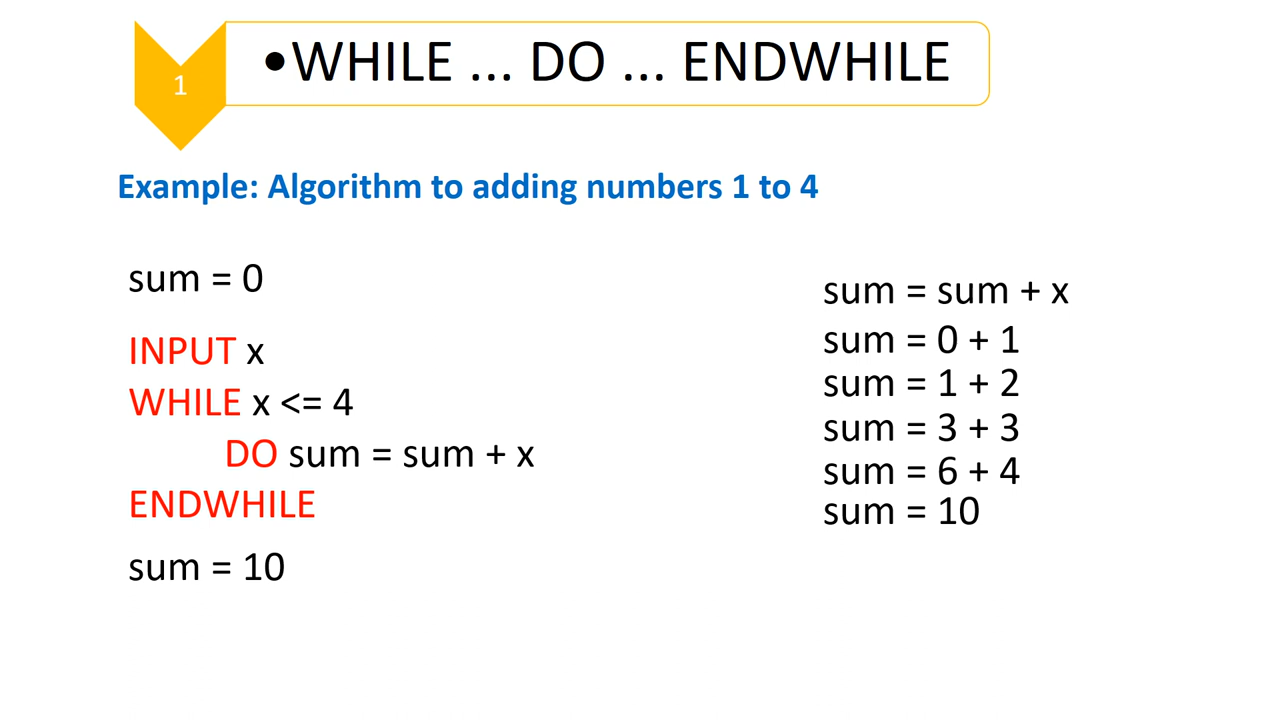 1
•WHILE ... DO ... ENDWHILE
Example: Algorithm to adding numbers 1 to 4
sum = 0
INPUT x
WHILE x <= 4
DO sum = sum + x
ENDWHILE
sum = 10
sum = sum + x
sum = 0 + 1
sum = 1 + 2
sum = 3 + 3
sum = 6 + 4
sum = 10